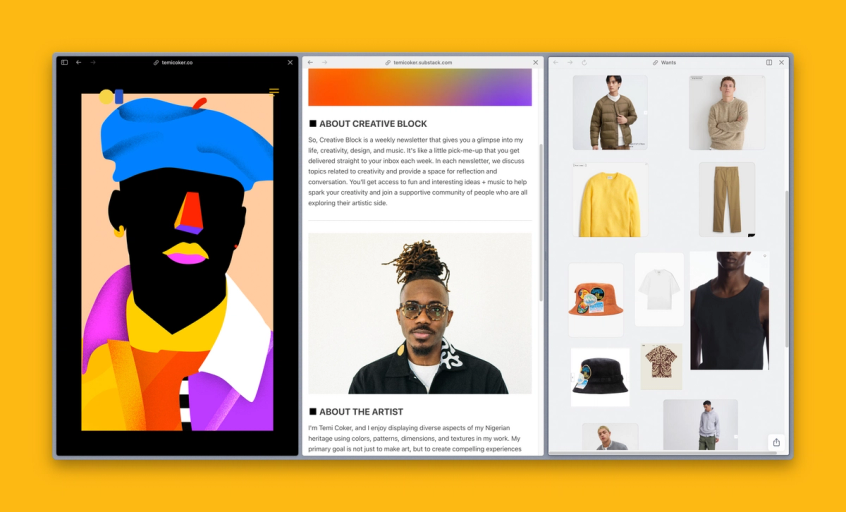 temicoker.co
temicoker.substack.com
Wants
ABOUT CREATIVE BLOCK
So, Creative Block is a weekly newsletter that gives you a glimpse into my
life, creativity, design, and music. It's like a little pick-me-up that you get
delivered straight to your inbox each week. In each newsletter, we discuss
topics related to creativity and provide a space for reflection and
conversation. You'll get access to fun and interesting ideas + music to help
spark your creativity and join a supportive community of people who are all
exploring their artistic side.
ABOUT THE ARTIST
I'm Temi Coker, and I enjoy displaying diverse aspects of my Nigerian
heritage using colors, patterns, dimensions, and textures in my work. My
primary goal is not just to make art, but to create compelling experiences